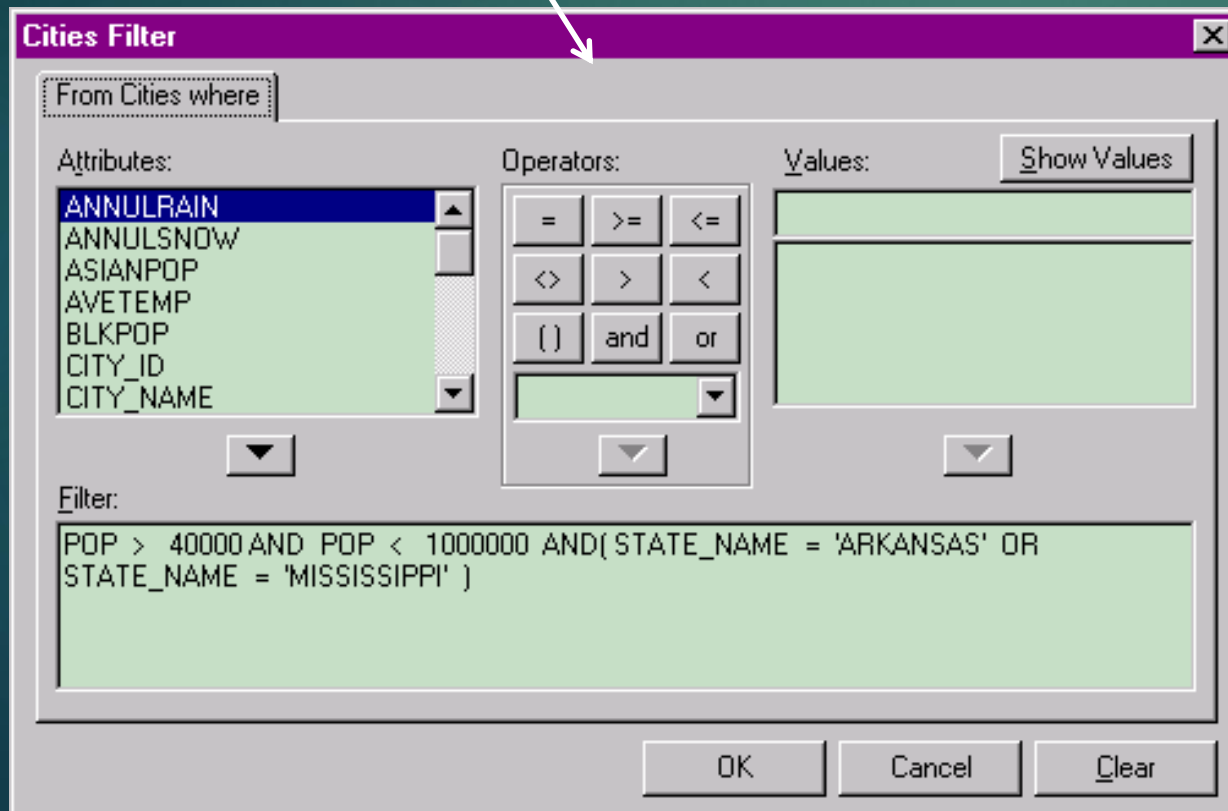 Cities Filter
From Cities where
Attributes:
Operators:
Values:
Show Values
ANNULRAIN
ANNULSNOW
ASIANPOP
AVETEMP
BLKPOP
CITY_ID
CITY_NAME
= >= <=
<> > <
( ) and or
Filter:
POP > 40000 AND POP < 1000000 AND( STATE_NAME = 'ARKANSAS' OR
STATE_NAME = 'MISSISSIPPI' )
OK
Cancel
Clear